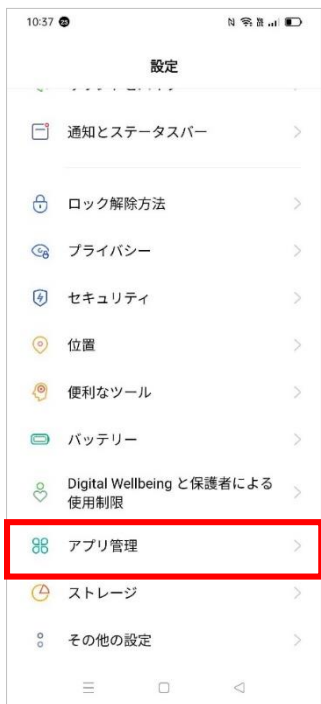 10:37
設定
通知とステータスバー
ロック解除方法
プライバシー
セキュリティ
位置
便利なツール
バッテリー
Digital Wellbeing と保護者による
使用制限
アプリ管理
ストレージ
その他の設定